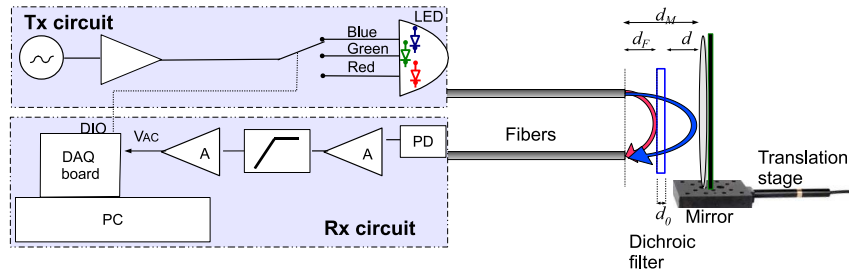 Tx circuit
LED
Blue
Green
Red
DIO
VAC
DAQ
board
PC
A
A
PD
Rx circuit
Fibers
dM
dF
d
d0
Mirror
Translation
stage
Dichroic
filter